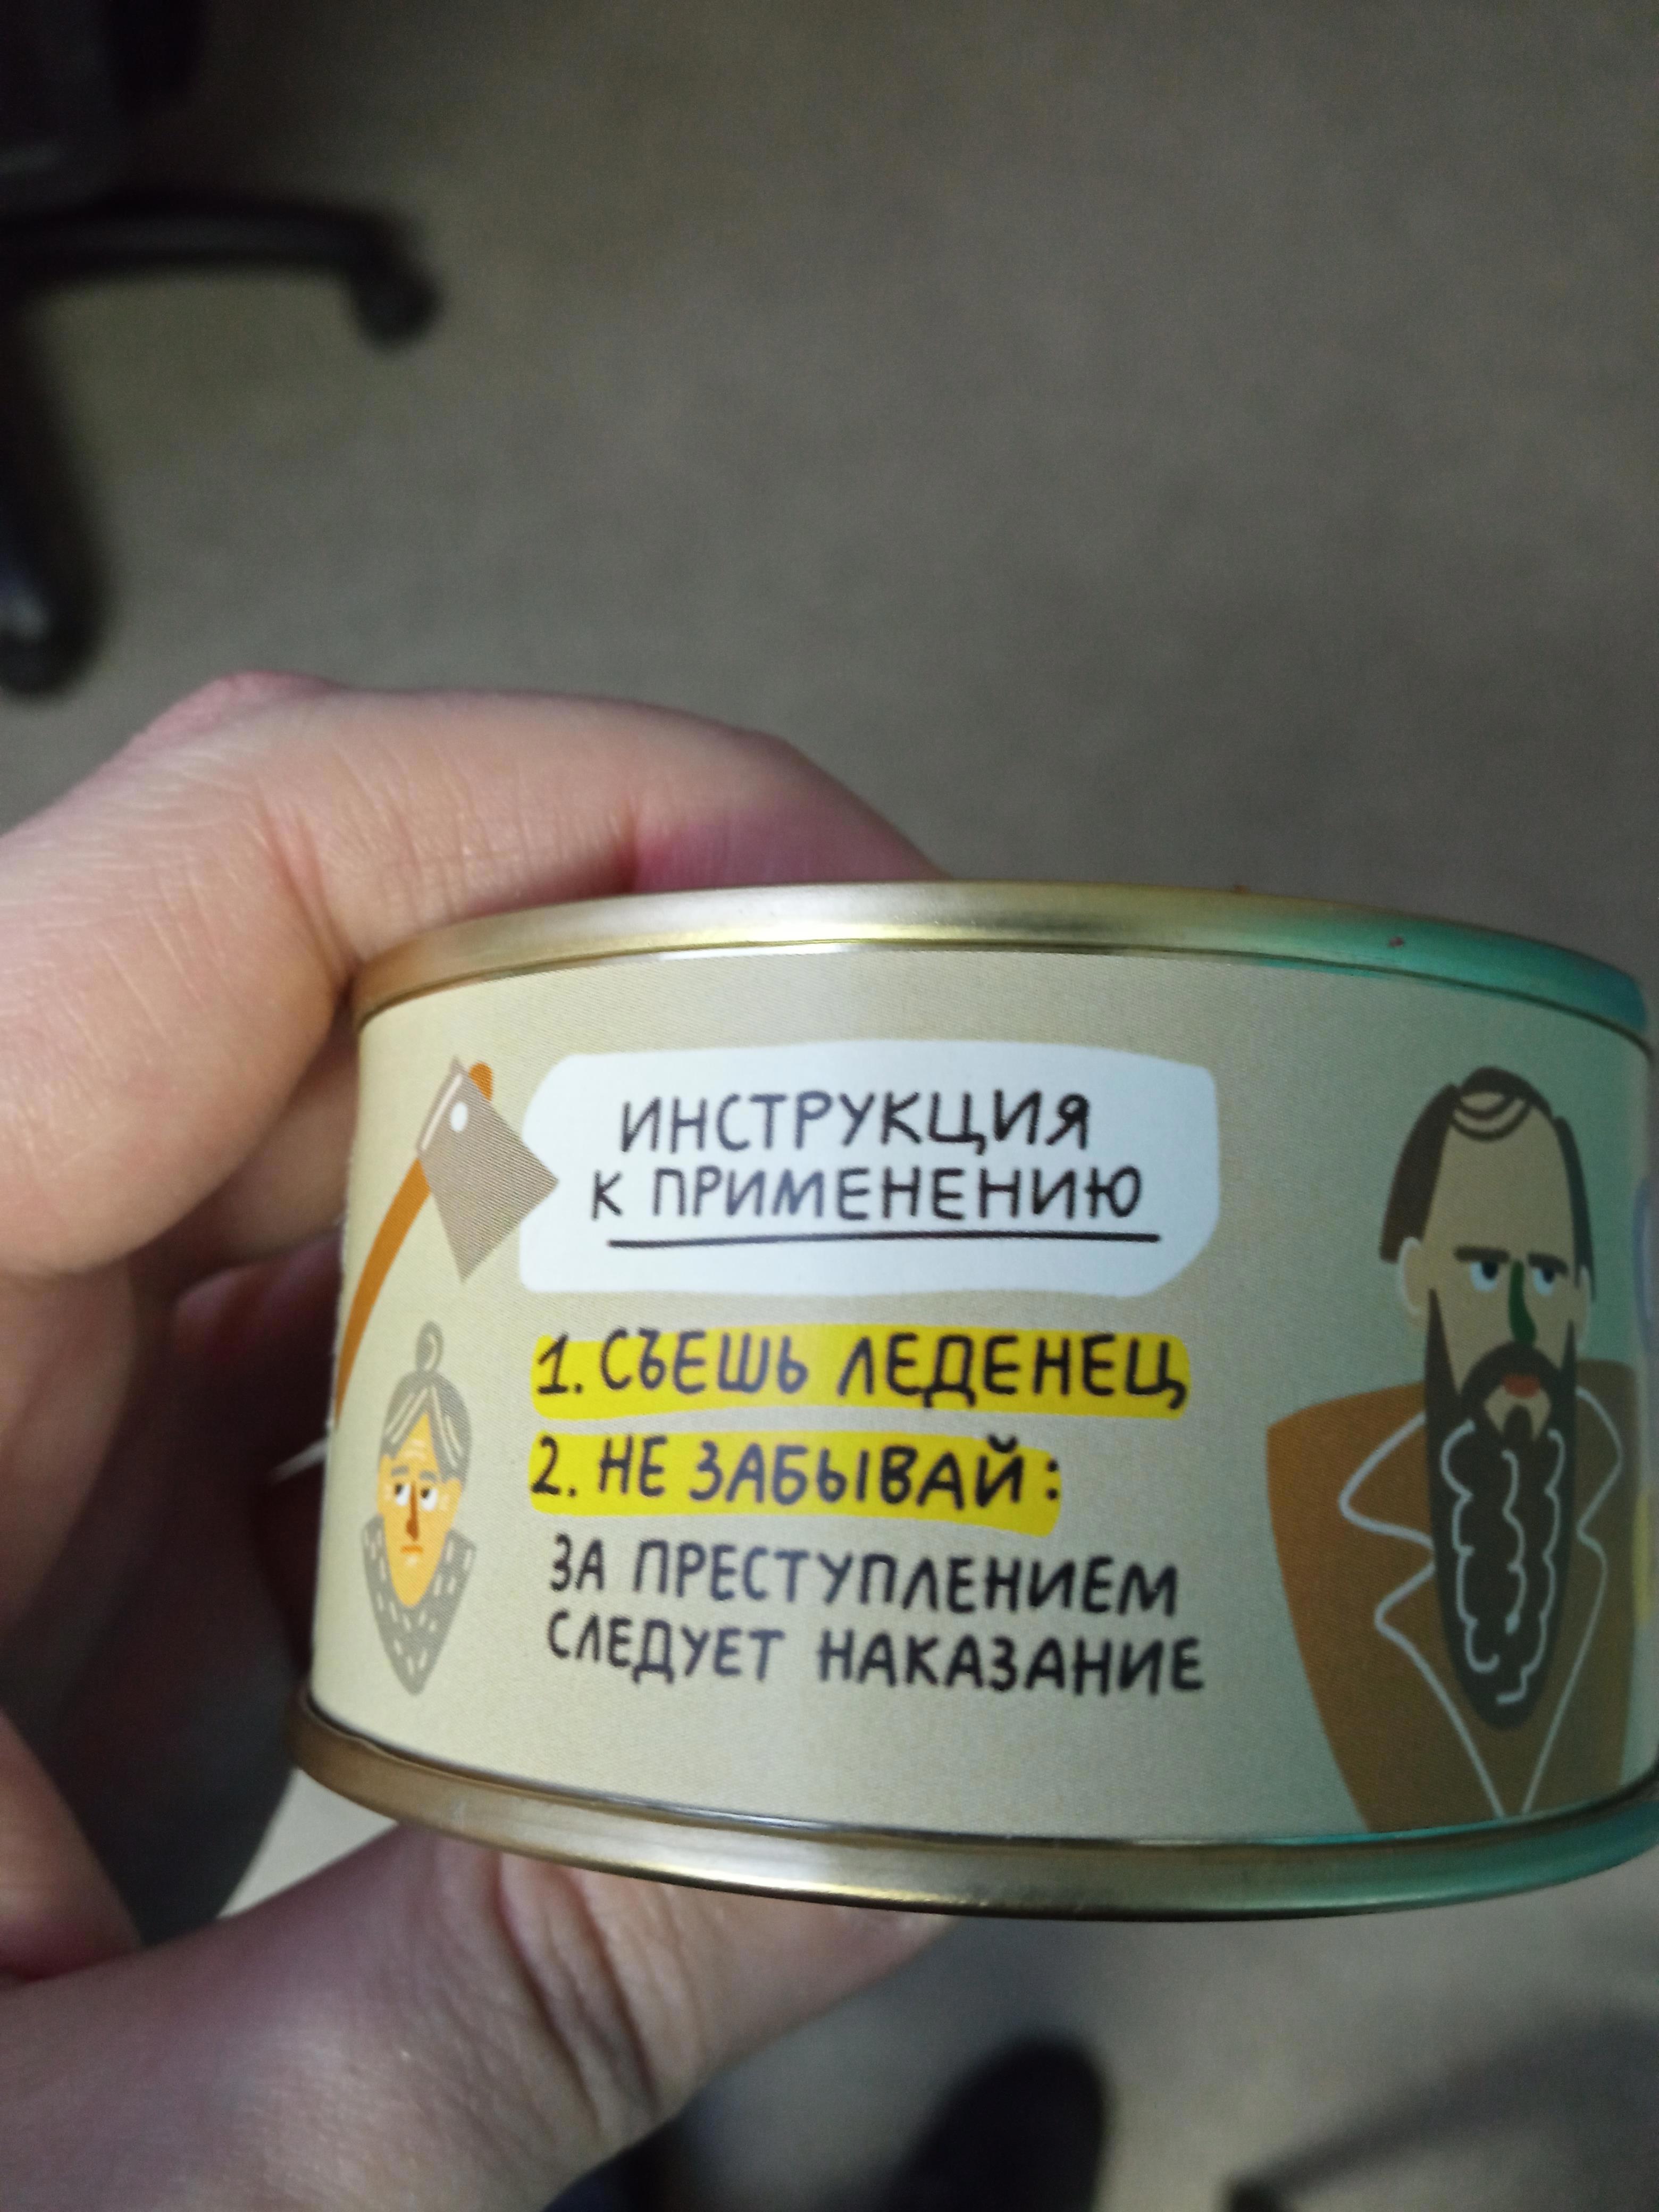 ИНСТРУКЦИЯ
К ПРИМЕНЕНИЮ
1. СЪЕШЬ ЛЕДЕНЕЦ
2. НЕ ЗАБЫВАЙ:
ЗА ПРЕСТУПЛЕНИЕМ
СЛЕДУЕТ НАКАЗАНИЕ